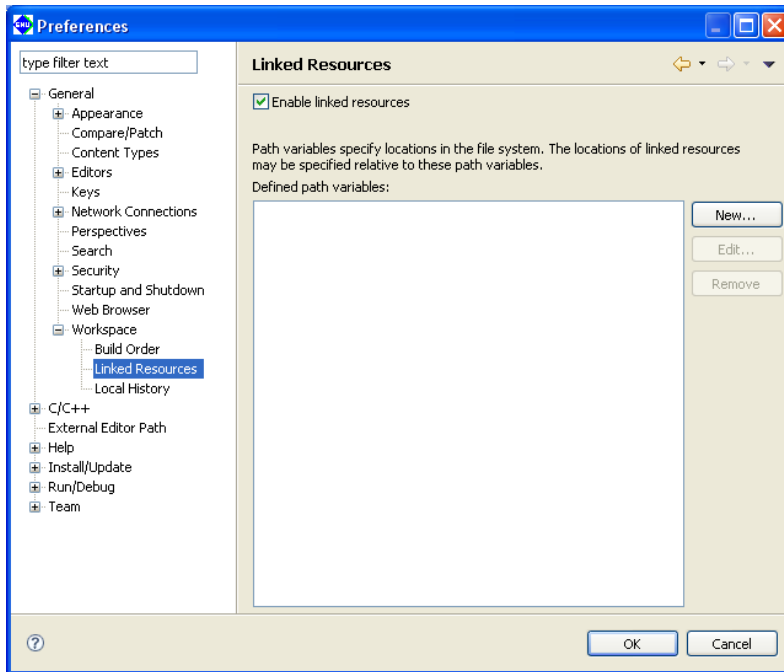 EMU
Preferences
type filter text
General
Appearance
Compare/Patch
Content Types
Editors
Keys
Network Connections
Perspectives
Search
Security
Startup and Shutdown
Web Browser
Workspace
Build Order
Linked Resources
Local History
C/C++
External Editor Path
Help
Install/Update
Run/Debug
Team
Linked Resources
Enable linked resources
Path variables specify locations in the file system. The locations of linked resources
may be specified relative to these path variables.
Defined path variables:
New...
Edit...
Remove
?
OK
Cancel